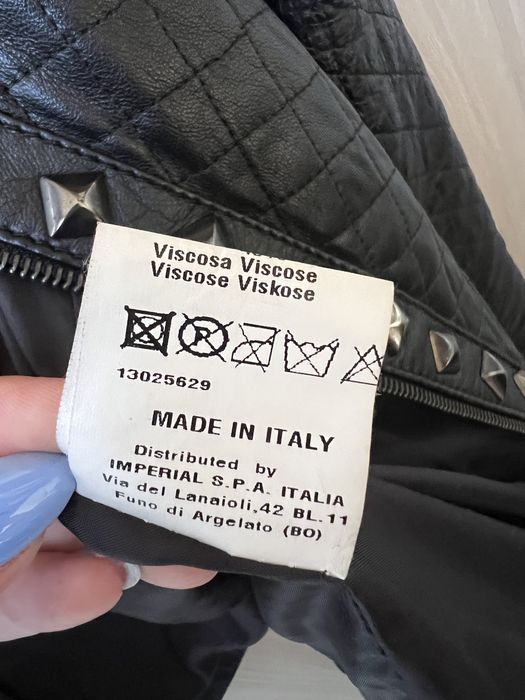 Viscosa Viscose
Viscose Viskose
P
13025629
MADE IN ITALY
Distributed by
IMPERIAL S.P.A. ITALIA
Via del Lanaioli,42 BL.11
Funo di Argelato (BO)